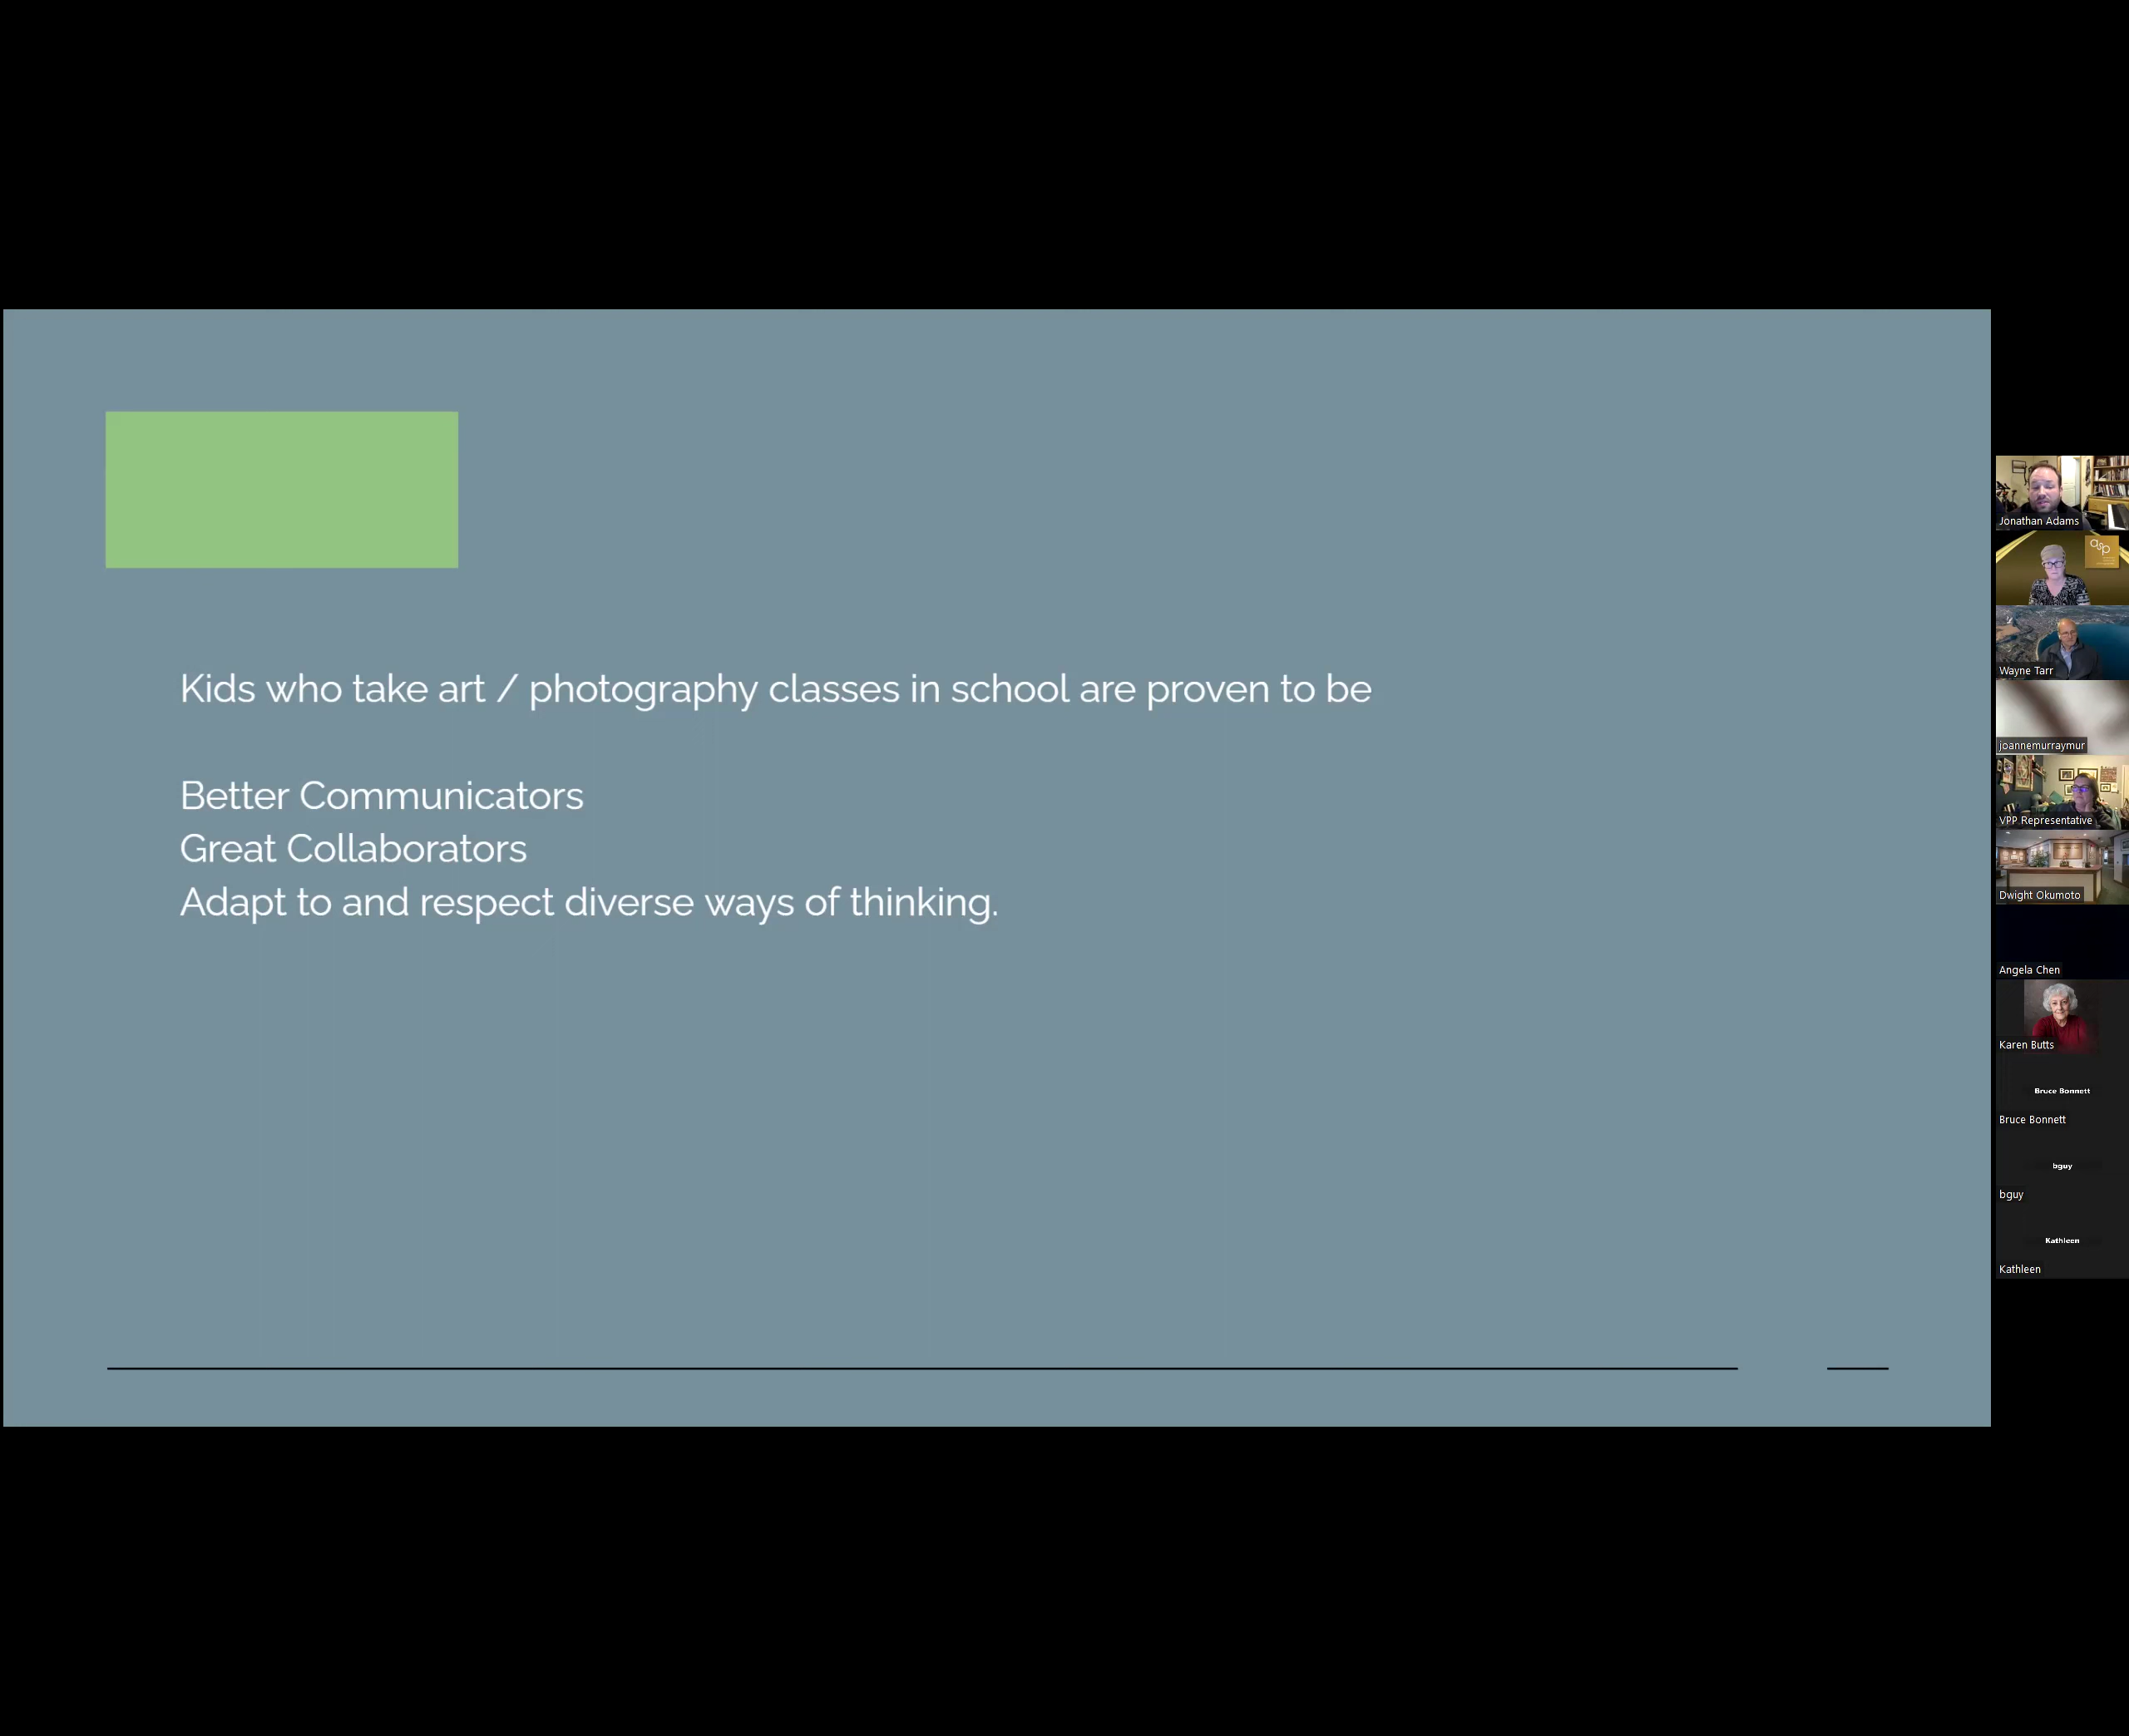 Kids who take art / photography classes in school are proven to be
Better Communicators
Great Collaborators
Adapt to and respect diverse ways of thinking.
Jonathan Adams
asp
Wayne Tarr
joannemurraymur
VPP Representative
Dwight Okumoto
Angela Chen
Karen Butts
Bruce Bonnett
Bruce Bonnett
bguy
bguy
Kathleen
Kathleen